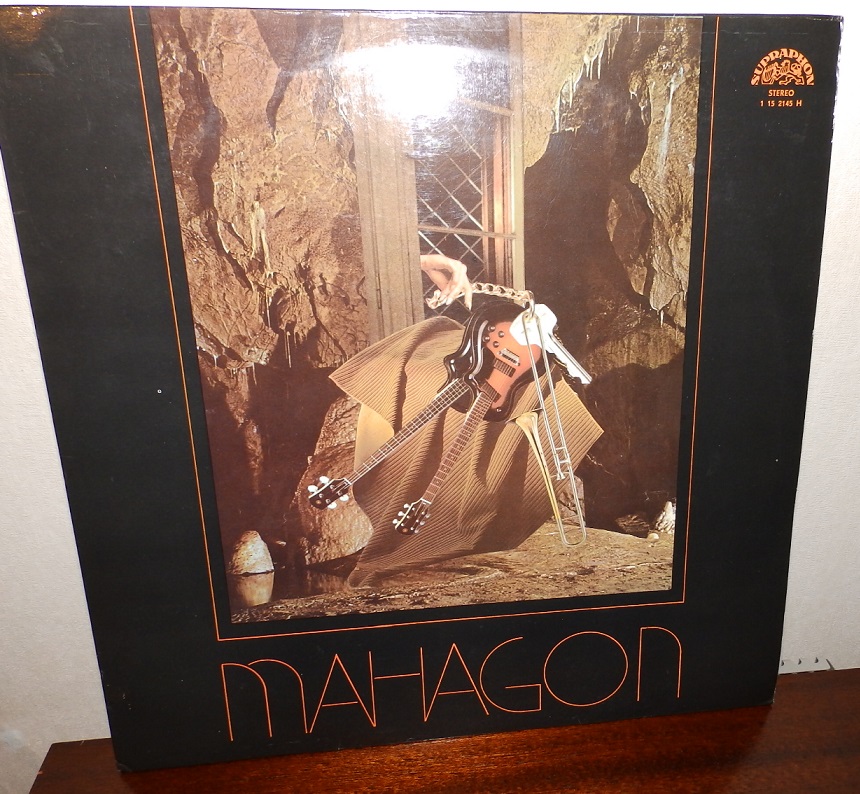 SUPRAPHON
STEREO
1 15 2145 H
MAHAGON